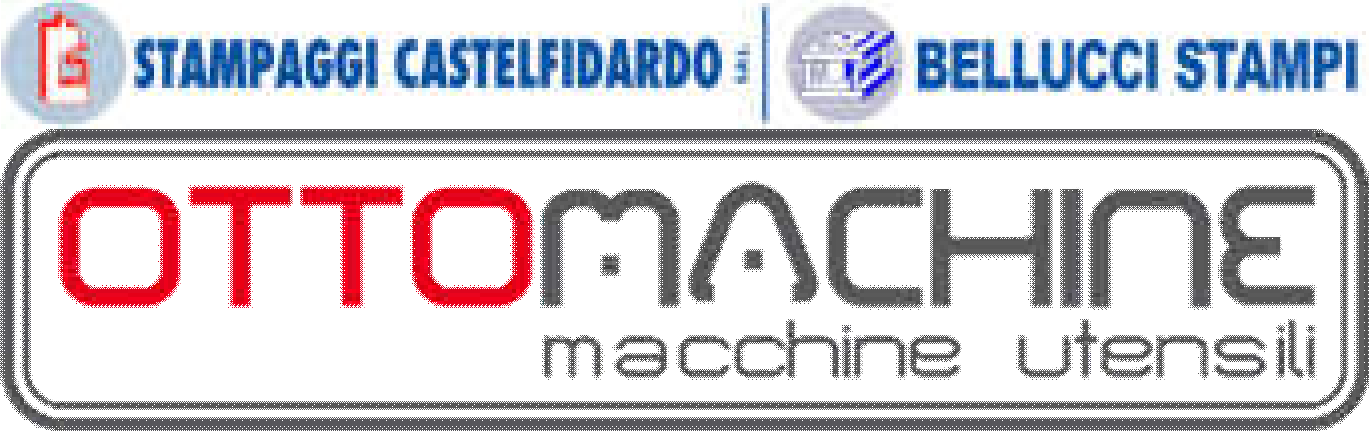 STAMPAGGI CASTELFIDARDO s.r.l. BELLUCCI STAMPI
OTTOMACHINE
macchine utensili